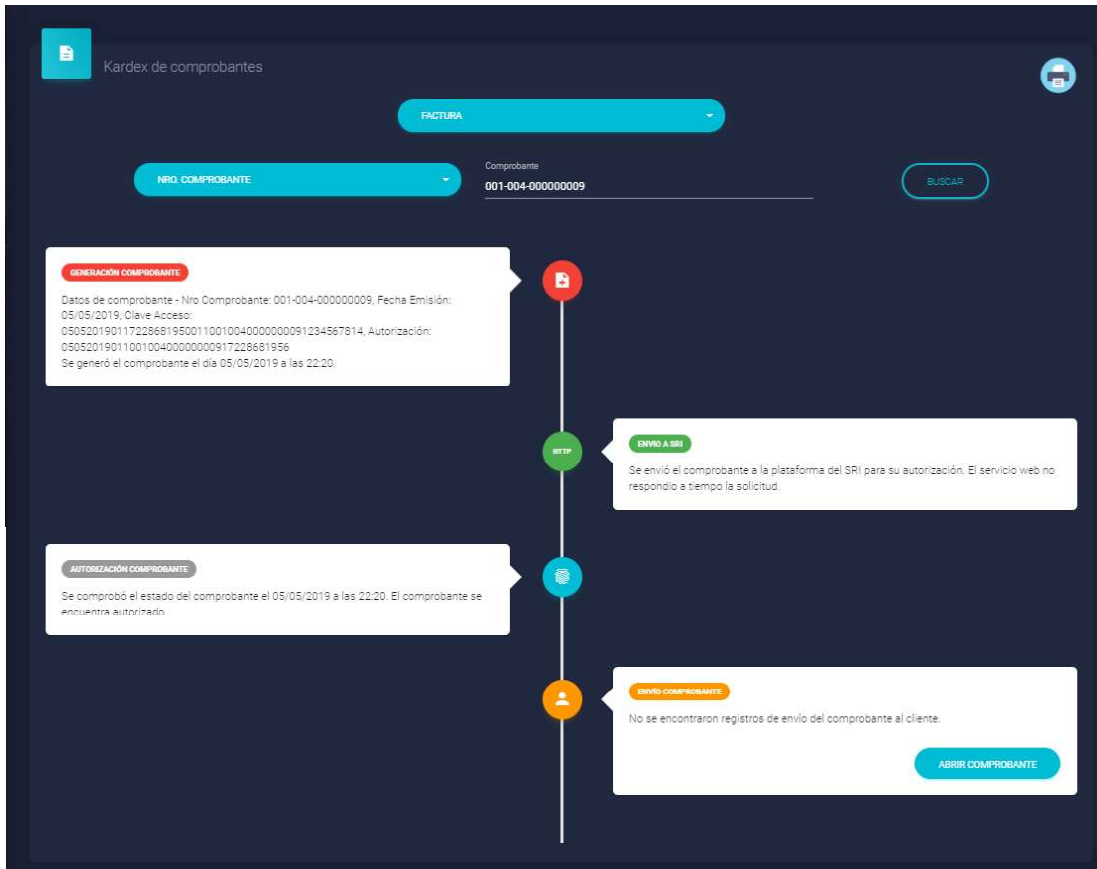 Kardex de comprobantes
FACTURA
NRO. COMPROBANTE
Comprobante
001-004-000000009
BUSCAR
GENERACIÓN COMPROBANTE
Datos de comprobante - Nro Comprobante: 001-004-000000009, Fecha Emisión:
05/05/2019, Clave Acceso:
0505201901172286819500110010040000000091234567814, Autorización:
0505201901100100400000000917228681956
Se generó el comprobante el día 05/05/2019 a las 22:20.
HTTP
ENVIO A SRI
Se envió el comprobante a la plataforma del SRI para su autorización. El servicio web no
respondio a tiempo la solicitud.
AUTORIZACIÓN COMPROBANTE
Se comprobó el estado del comprobante el 05/05/2019 a las 22:20. El comprobante se
encuentra autorizado.
ENVÍO COMPROBANTE
No se encontraron registros de envío del comprobante al cliente.
ABRIR COMPROBANTE